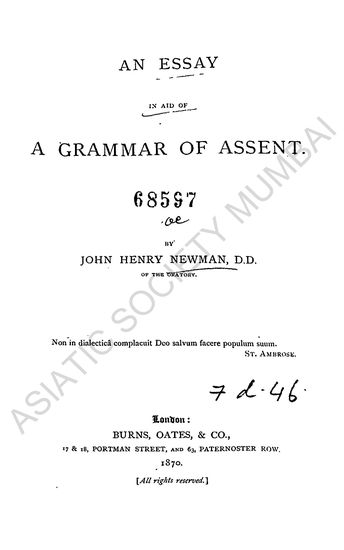 AN ESSAY
IN AID OF
A GRAMMAR OF ASSENT.
68597
BY
JOHN HENRY NEWMAN, D.D.
OF THE ORATORY.
Non in dialecticâ complacuit Deo salvum facere populum suum.
ST. AMBROSE.
7 d. 46.
London:
BURNS, OATES, & CO.,
17 & 18, PORTMAN STREET, AND 63, PATERNOSTER ROW.
1870.
[All rights reserved.]
ASIATIC SOCIETY MUMBAI